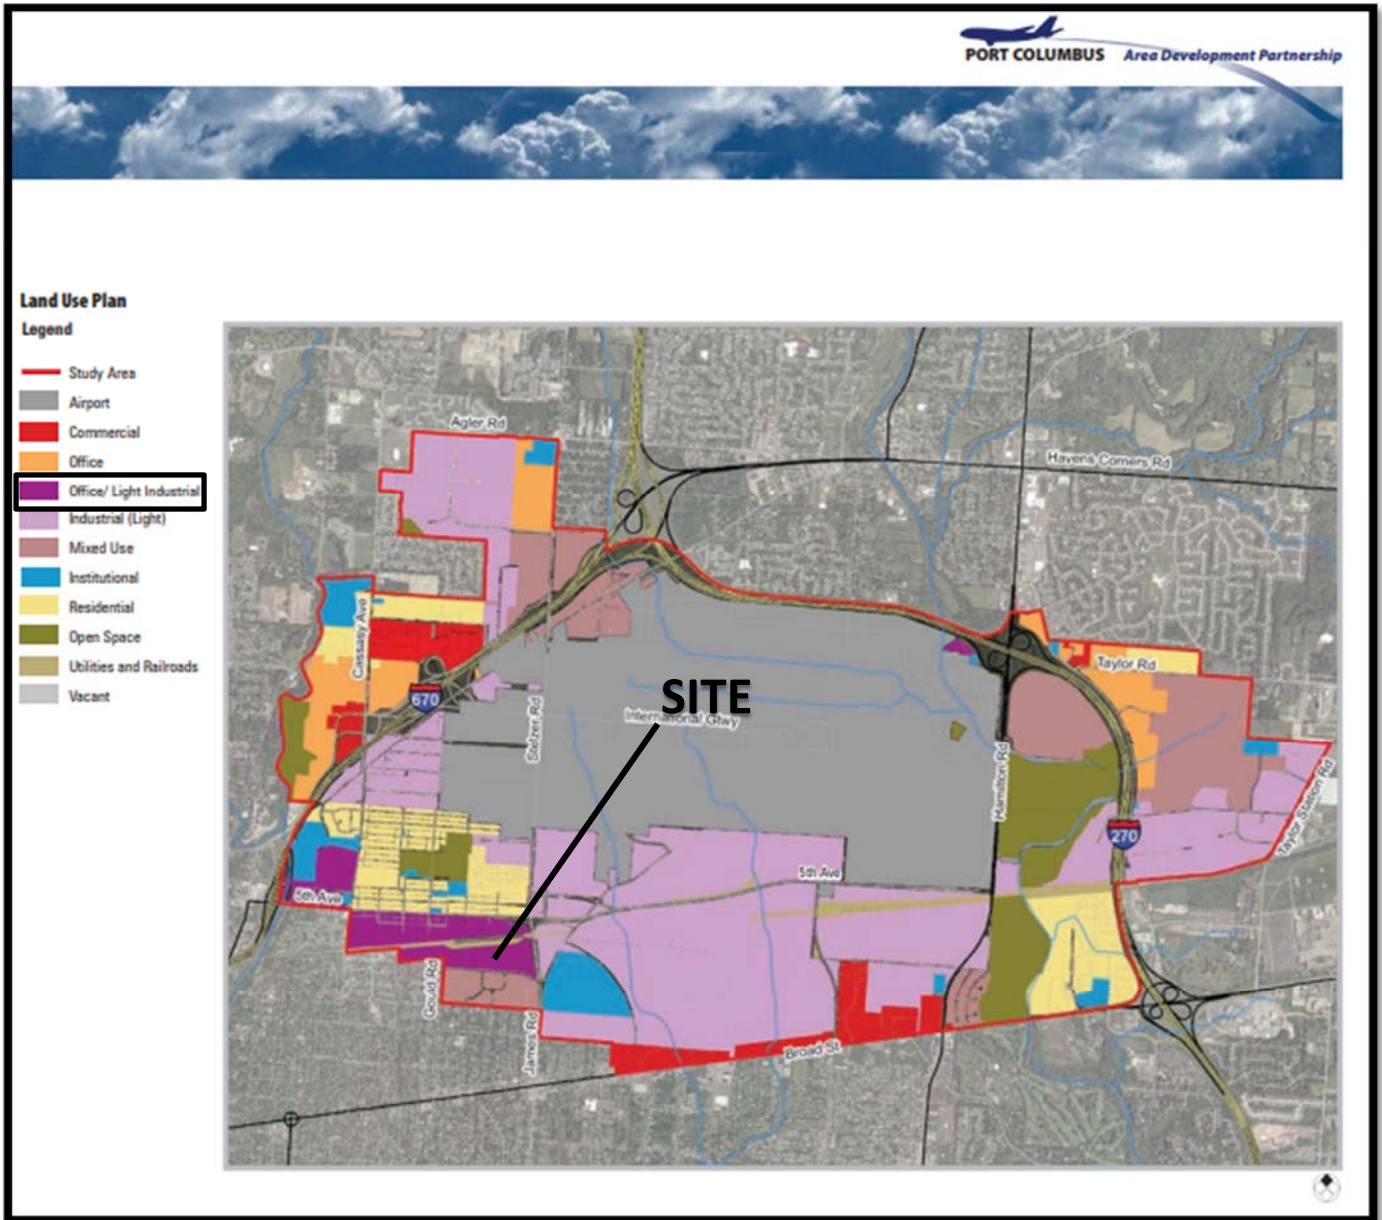 PORT COLUMBUS Area Development Partnership
Land Use Plan
Legend
Study Area
Airport
Commercial
Office
Office/ Light Industrial
Industrial (Light)
Mixed Use
Institutional
Residential
Open Space
Utilities and Railroads
Vacant
Agler Rd
Havens Corners Rd
Cassasy Ave
Taylor Rd
670
SITE
International Gtwy
Stelzer Rd
Hamilton Rd
Taylor Station Rd
270
5th Ave
5th Ave
Gould Rd
James Rd
Broad St